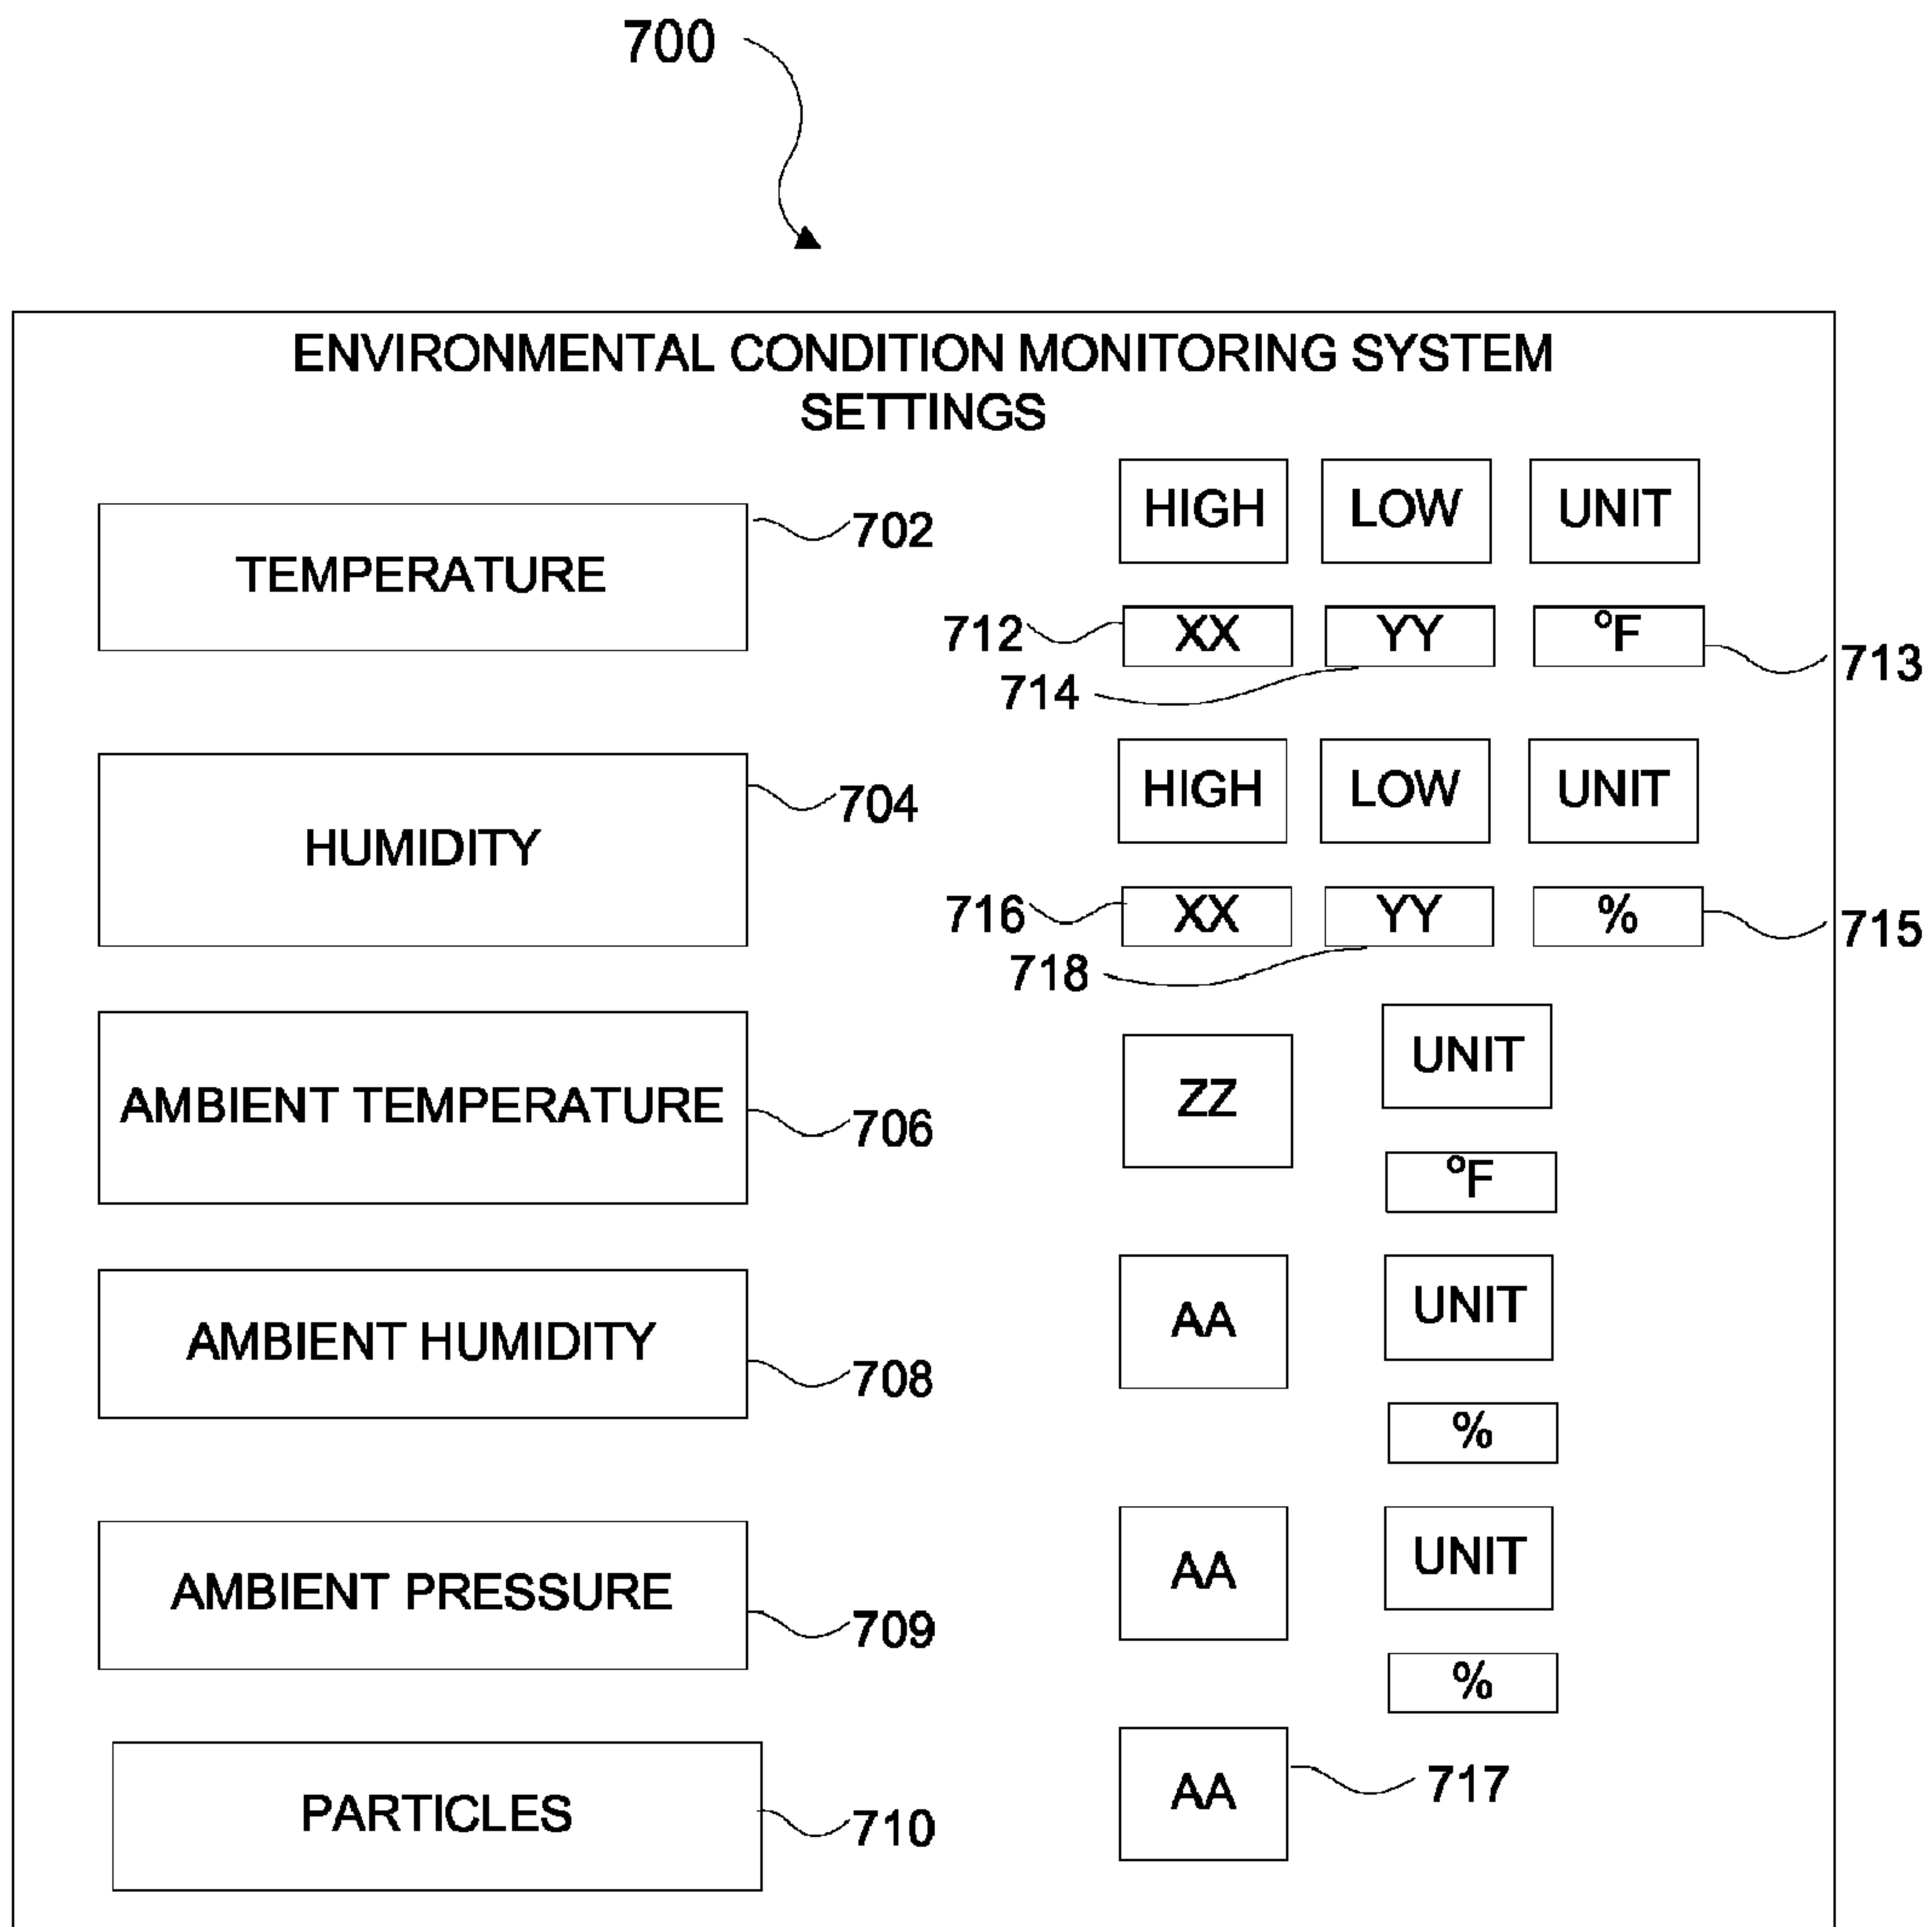 700
ENVIRONMENTAL CONDITION MONITORING SYSTEM
SETTINGS
HIGH LOW UNIT
TEMPERATURE 702
712 XX YY ºF 713
714
HIGH LOW UNIT
HUMIDITY 704
716 XX YY % 715
718
AMBIENT TEMPERATURE 706 ZZ UNIT
ºF
AMBIENT HUMIDITY 708 AA UNIT
%
AMBIENT PRESSURE 709 AA UNIT
%
PARTICLES 710 AA 717